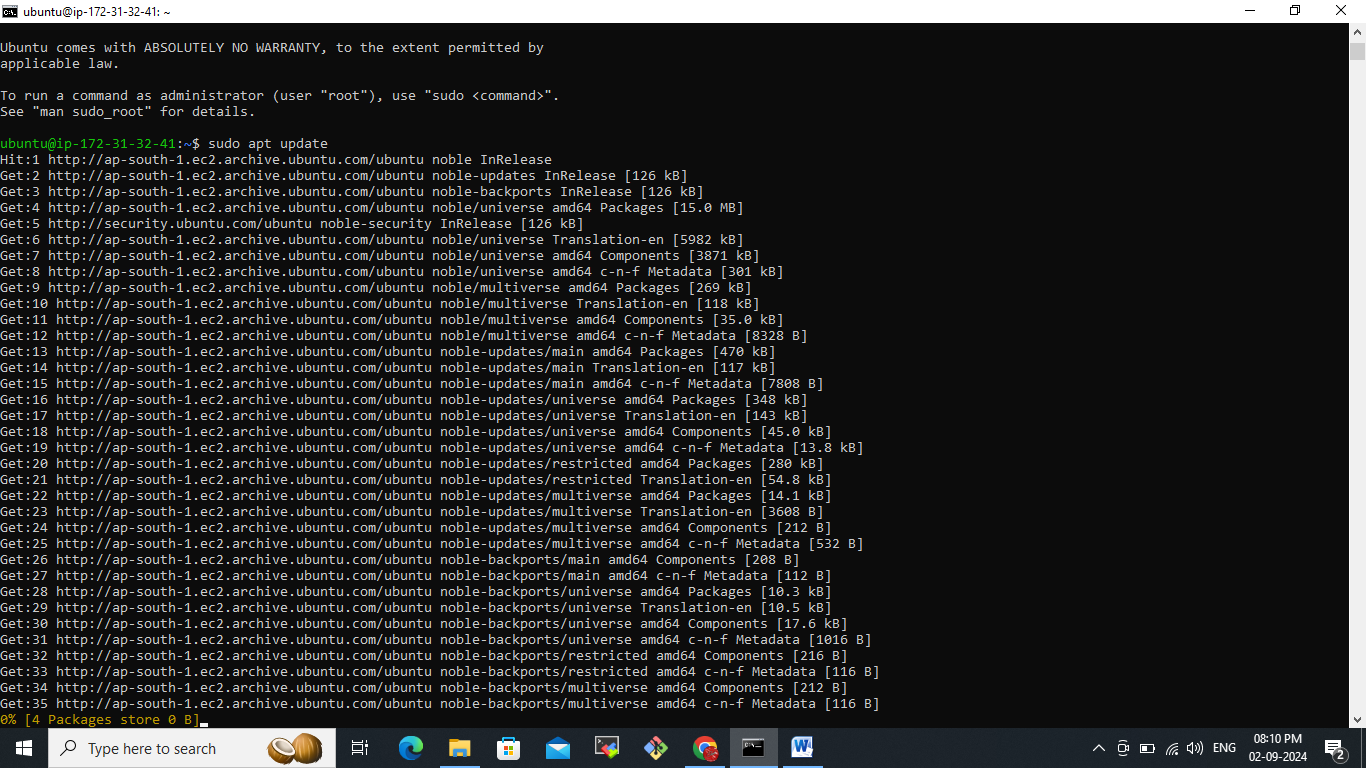 ubuntu@ip-172-31-32-41: ~
Ubuntu comes with ABSOLUTELY NO WARRANTY, to the extent permitted by
applicable law.
To run a command as administrator (user "root"), use "sudo <command>".
See "man sudo_root" for details.
ubuntu@ip-172-31-32-41:~$ sudo apt update
Hit:1 http://ap-south-1.ec2.archive.ubuntu.com/ubuntu noble InRelease
Get:2 http://ap-south-1.ec2.archive.ubuntu.com/ubuntu noble-updates InRelease [126 kB]
Get:3 http://ap-south-1.ec2.archive.ubuntu.com/ubuntu noble-backports InRelease [126 kB]
Get:4 http://ap-south-1.ec2.archive.ubuntu.com/ubuntu noble/universe amd64 Packages [15.0 MB]
Get:5 http://security.ubuntu.com/ubuntu noble-security InRelease [126 kB]
Get:6 http://ap-south-1.ec2.archive.ubuntu.com/ubuntu noble/universe Translation-en [5982 kB]
Get:7 http://ap-south-1.ec2.archive.ubuntu.com/ubuntu noble/universe amd64 Components [3871 kB]
Get:8 http://ap-south-1.ec2.archive.ubuntu.com/ubuntu noble/universe amd64 c-n-f Metadata [301 kB]
Get:9 http://ap-south-1.ec2.archive.ubuntu.com/ubuntu noble/multiverse amd64 Packages [269 kB]
Get:10 http://ap-south-1.ec2.archive.ubuntu.com/ubuntu noble/multiverse Translation-en [118 kB]
Get:11 http://ap-south-1.ec2.archive.ubuntu.com/ubuntu noble/multiverse amd64 Components [35.0 kB]
Get:12 http://ap-south-1.ec2.archive.ubuntu.com/ubuntu noble/multiverse amd64 c-n-f Metadata [8328 B]
Get:13 http://ap-south-1.ec2.archive.ubuntu.com/ubuntu noble-updates/main amd64 Packages [470 kB]
Get:14 http://ap-south-1.ec2.archive.ubuntu.com/ubuntu noble-updates/main Translation-en [117 kB]
Get:15 http://ap-south-1.ec2.archive.ubuntu.com/ubuntu noble-updates/main amd64 c-n-f Metadata [7808 B]
Get:16 http://ap-south-1.ec2.archive.ubuntu.com/ubuntu noble-updates/universe amd64 Packages [348 kB]
Get:17 http://ap-south-1.ec2.archive.ubuntu.com/ubuntu noble-updates/universe Translation-en [143 kB]
Get:18 http://ap-south-1.ec2.archive.ubuntu.com/ubuntu noble-updates/universe amd64 Components [45.0 kB]
Get:19 http://ap-south-1.ec2.archive.ubuntu.com/ubuntu noble-updates/universe amd64 c-n-f Metadata [13.8 kB]
Get:20 http://ap-south-1.ec2.archive.ubuntu.com/ubuntu noble-updates/restricted amd64 Packages [280 kB]
Get:21 http://ap-south-1.ec2.archive.ubuntu.com/ubuntu noble-updates/restricted Translation-en [54.8 kB]
Get:22 http://ap-south-1.ec2.archive.ubuntu.com/ubuntu noble-updates/multiverse amd64 Packages [14.1 kB]
Get:23 http://ap-south-1.ec2.archive.ubuntu.com/ubuntu noble-updates/multiverse Translation-en [3608 B]
Get:24 http://ap-south-1.ec2.archive.ubuntu.com/ubuntu noble-updates/multiverse amd64 Components [212 B]
Get:25 http://ap-south-1.ec2.archive.ubuntu.com/ubuntu noble-updates/multiverse amd64 c-n-f Metadata [532 B]
Get:26 http://ap-south-1.ec2.archive.ubuntu.com/ubuntu noble-backports/main amd64 Components [208 B]
Get:27 http://ap-south-1.ec2.archive.ubuntu.com/ubuntu noble-backports/main amd64 c-n-f Metadata [112 B]
Get:28 http://ap-south-1.ec2.archive.ubuntu.com/ubuntu noble-backports/universe amd64 Packages [10.3 kB]
Get:29 http://ap-south-1.ec2.archive.ubuntu.com/ubuntu noble-backports/universe Translation-en [10.5 kB]
Get:30 http://ap-south-1.ec2.archive.ubuntu.com/ubuntu noble-backports/universe amd64 Components [17.6 kB]
Get:31 http://ap-south-1.ec2.archive.ubuntu.com/ubuntu noble-backports/universe amd64 c-n-f Metadata [1016 B]
Get:32 http://ap-south-1.ec2.archive.ubuntu.com/ubuntu noble-backports/restricted amd64 Components [216 B]
Get:33 http://ap-south-1.ec2.archive.ubuntu.com/ubuntu noble-backports/restricted amd64 c-n-f Metadata [116 B]
Get:34 http://ap-south-1.ec2.archive.ubuntu.com/ubuntu noble-backports/multiverse amd64 Components [212 B]
Get:35 http://ap-south-1.ec2.archive.ubuntu.com/ubuntu noble-backports/multiverse amd64 c-n-f Metadata [116 B]
0% [4 Packages store 0 B]
Type here to search
ENG
08:10 PM
02-09-2024
2